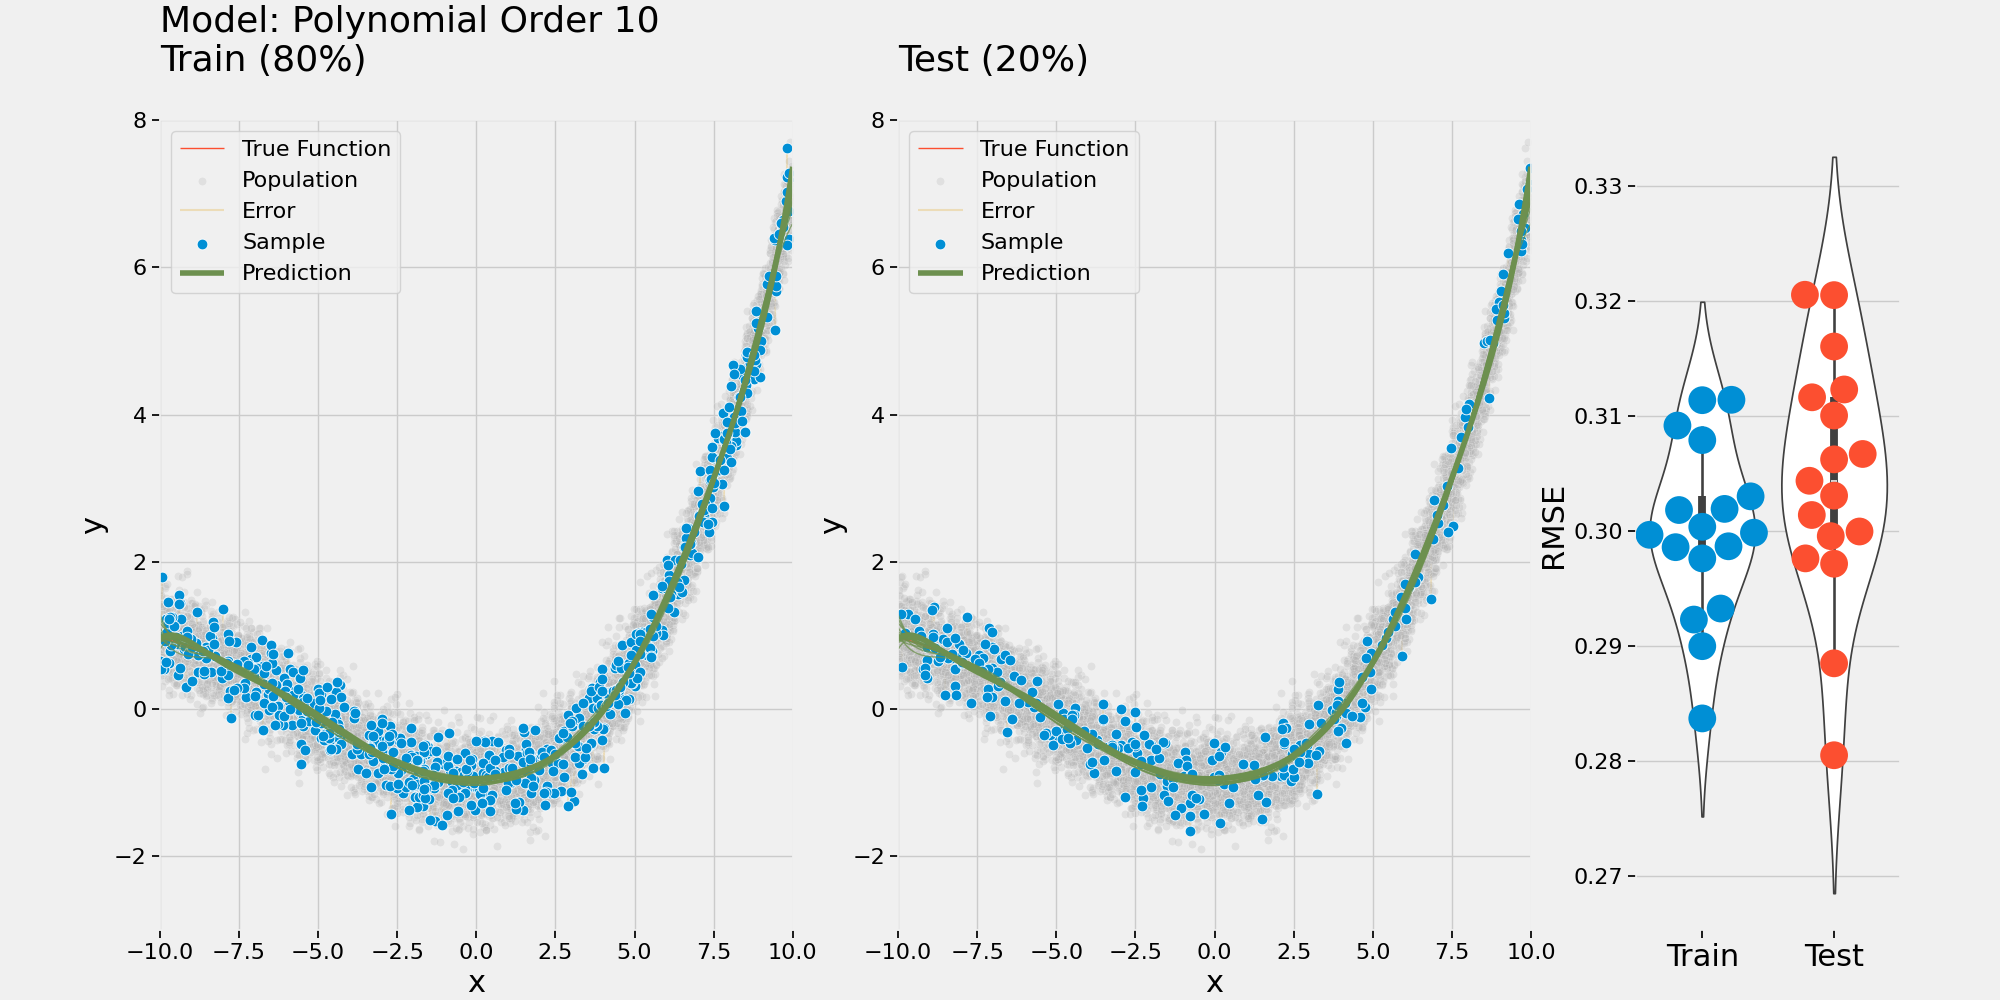 Model: Polynomial Order 10
Train (80%)
8
6
4
2
0
−2
y
True Function
Population
Error
Sample
Prediction
−10.0 −7.5 −5.0 −2.5 0.0 2.5 5.0 7.5 10.0
x
Test (20%)
8
6
4
2
0
−2
y
True Function
Population
Error
Sample
Prediction
−10.0 −7.5 −5.0 −2.5 0.0 2.5 5.0 7.5 10.0
x
0.33
0.32
0.31
0.30
0.29
0.28
0.27
RMSE
Train Test